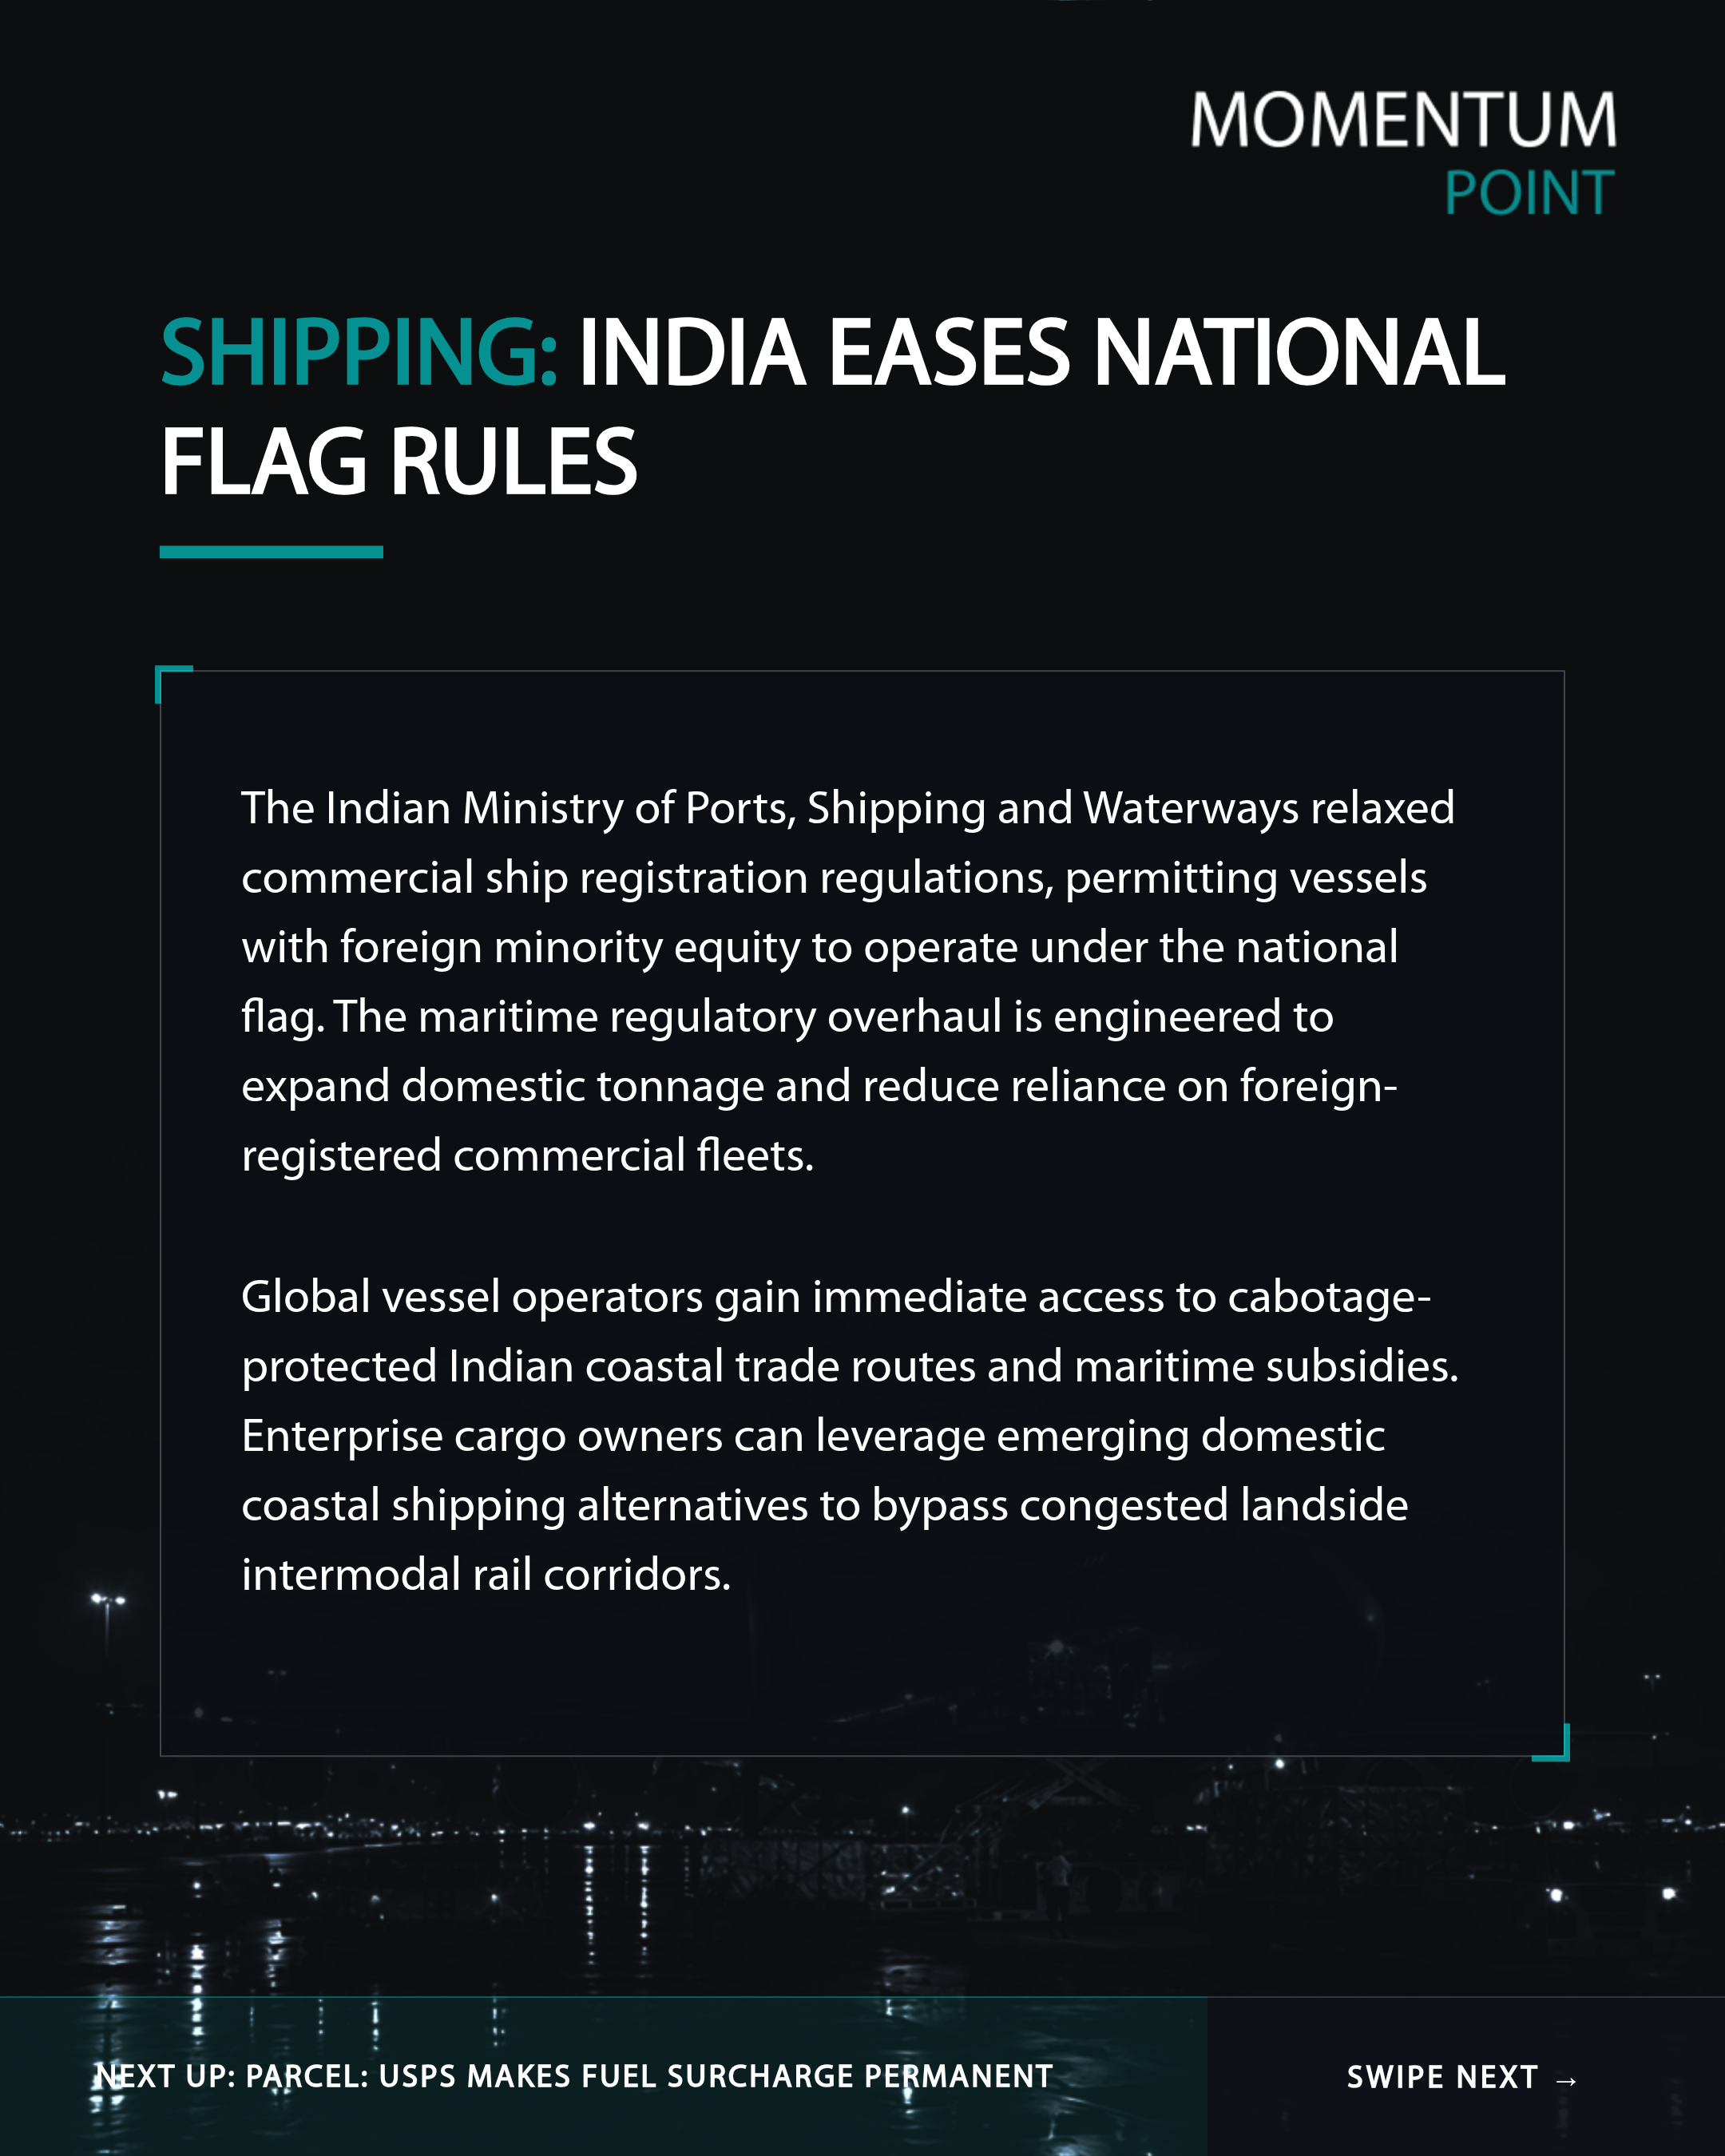 MOMENTUM
POINT
SHIPPING: INDIA EASES NATIONAL
FLAG RULES
The Indian Ministry of Ports, Shipping and Waterways relaxed
commercial ship registration regulations, permitting vessels
with foreign minority equity to operate under the national
flag. The maritime regulatory overhaul is engineered to
expand domestic tonnage and reduce reliance on foreign-
registered commercial fleets.
Global vessel operators gain immediate access to cabotage-
protected Indian coastal trade routes and maritime subsidies.
Enterprise cargo owners can leverage emerging domestic
coastal shipping alternatives to bypass congested landside
intermodal rail corridors.
NEXT UP: PARCEL: USPS MAKES FUEL SURCHARGE PERMANENT
SWIPE NEXT →